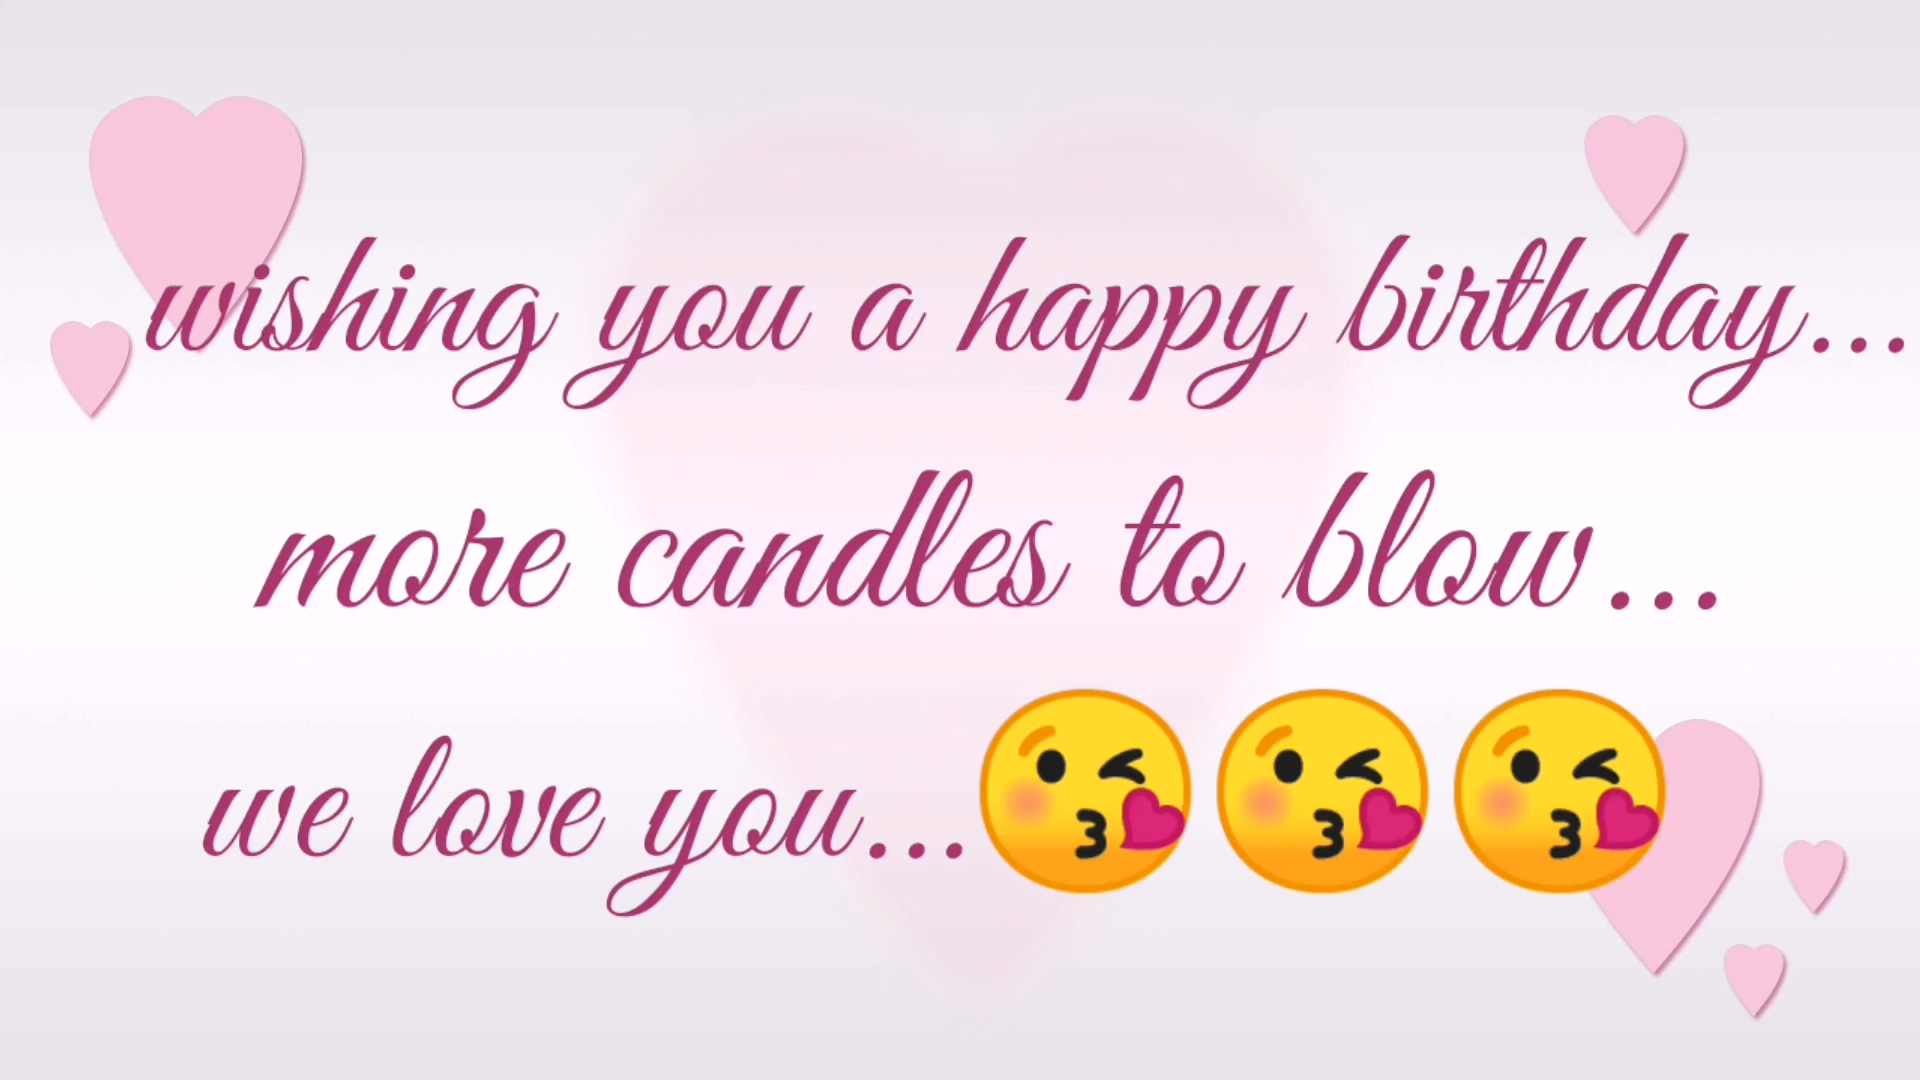 wishing you a happy birthday...
more candles to blow...
we love you...😘😘😘